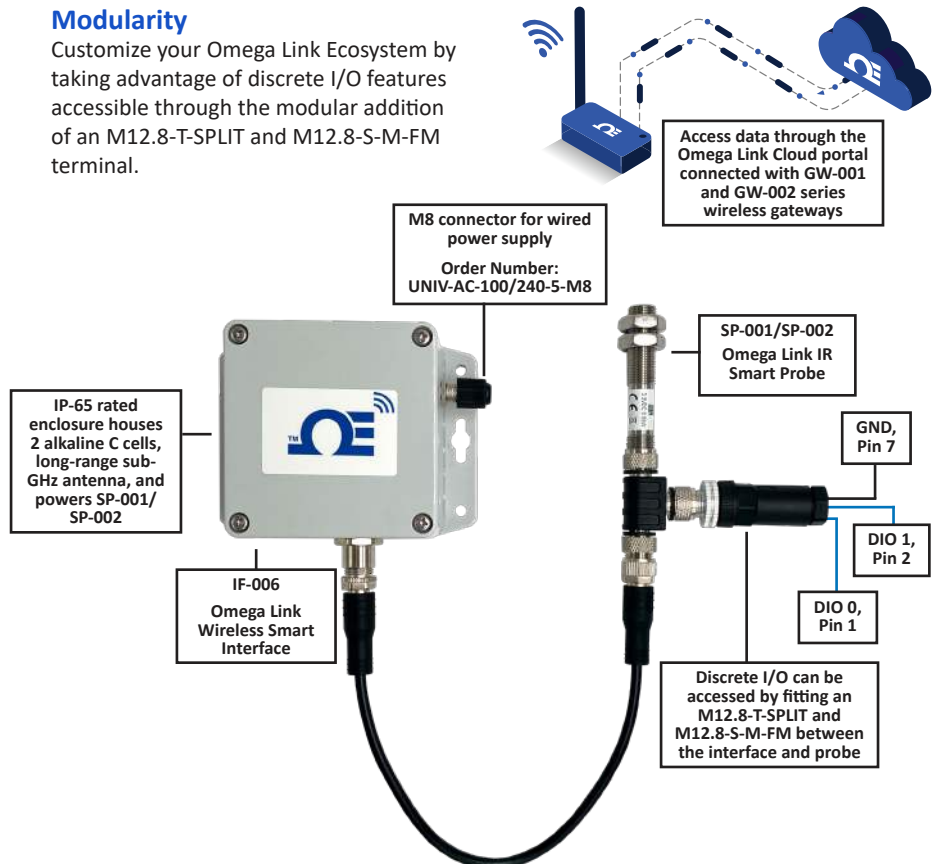 Modularity
Customize your Omega Link Ecosystem by
taking advantage of discrete I/O features
accessible through the modular addition
of an M12.8-T-SPLIT and M12.8-S-M-FM
terminal.
Access data through the
Omega Link Cloud portal
connected with GW-001
and GW-002 series
wireless gateways
M8 connector for wired
power supply
Order Number:
UNIV-AC-100/240-5-M8
SP-001/SP-002
Omega Link IR
Smart Probe
IP-65 rated
enclosure houses
2 alkaline C cells,
long-range sub-
GHz antenna, and
powers SP-001/
SP-002
TM
GND,
Pin 7
DIO 1,
Pin 2
DIO 0,
Pin 1
IF-006
Omega Link
Wireless Smart
Interface
Discrete I/O can be
accessed by fitting an
M12.8-T-SPLIT and
M12.8-S-M-FM between
the interface and probe